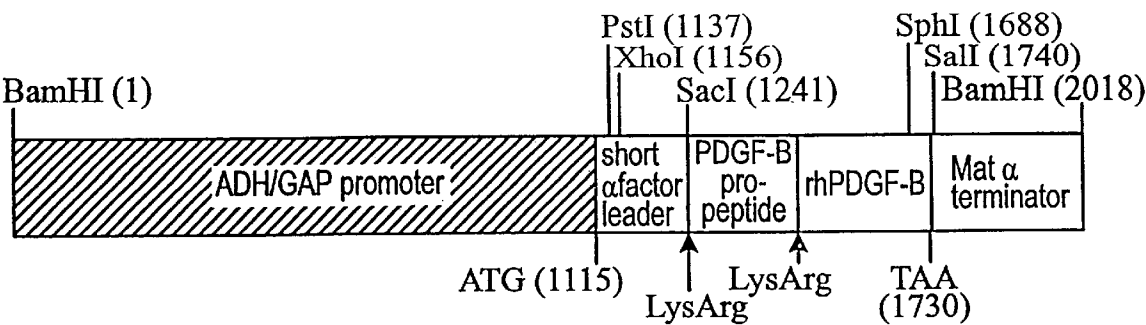 PstI (1137)
SphI (1688)
XhoI (1156)
SalI (1740)
BamHI (1)
SacI (1241)
BamHI (2018)
ADH/GAP promoter
short
αfactor
leader
PDGF-B
pro-
peptide
rhPDGF-B
Mat α
terminator
ATG (1115)
LysArg
LysArg
TAA
(1730)